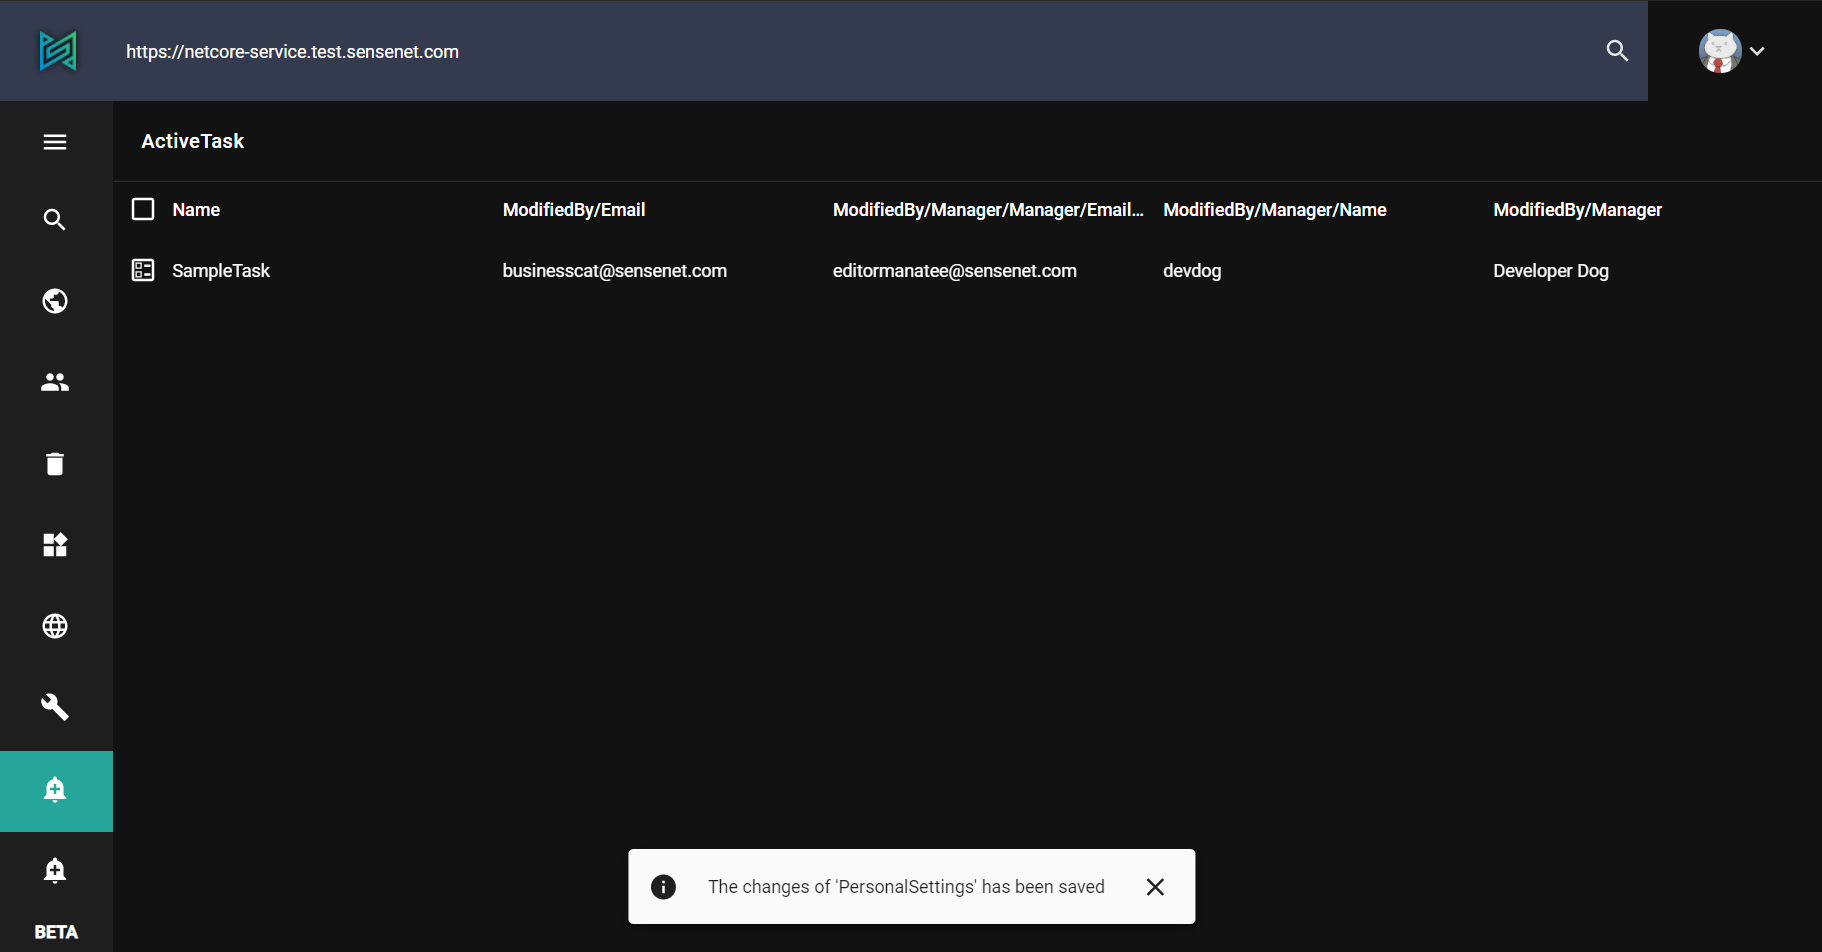 https://netcore-service.test.sensenet.com
ActiveTask
Name ModifiedBy/Email ModifiedBy/Manager/Manager/Email... ModifiedBy/Manager/Name ModifiedBy/Manager
SampleTask businesscat@sensenet.com editormanatee@sensenet.com devdog Developer Dog
The changes of 'PersonalSettings' has been saved
BETA